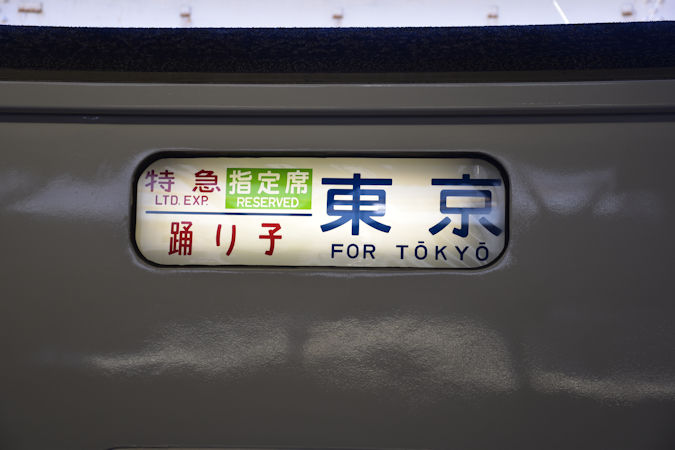 特急 指定席
LTD. EXP. RESERVED
踊り子
東京
FOR TŌKYŌ